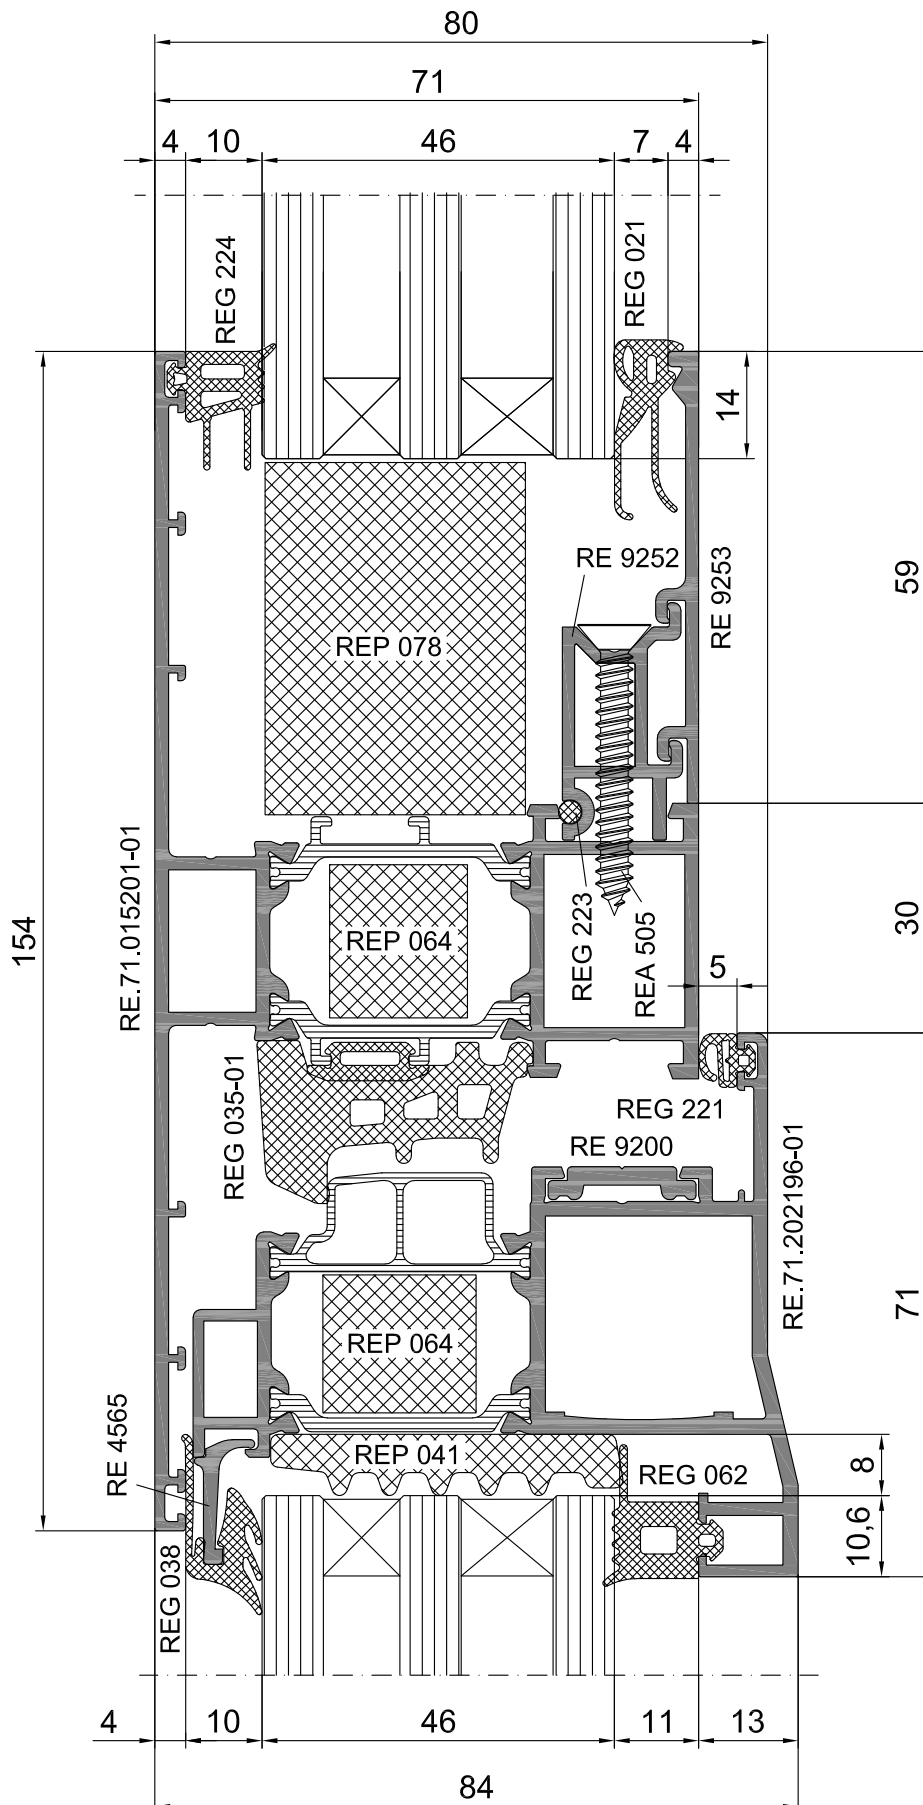 80
71
4
10
46
7
4
REG 224
REG 021
14
RE 9252
RE 9253
59
REP 078
RE.71.015201-01
154
REP 064
REG 223
REA 505
30
5
REG 035-01
REG 221
RE 9200
RE.71.202196-01
71
REP 064
RE 4565
REP 041
REG 062
8
10,6
REG 038
4
10
46
11
13
84